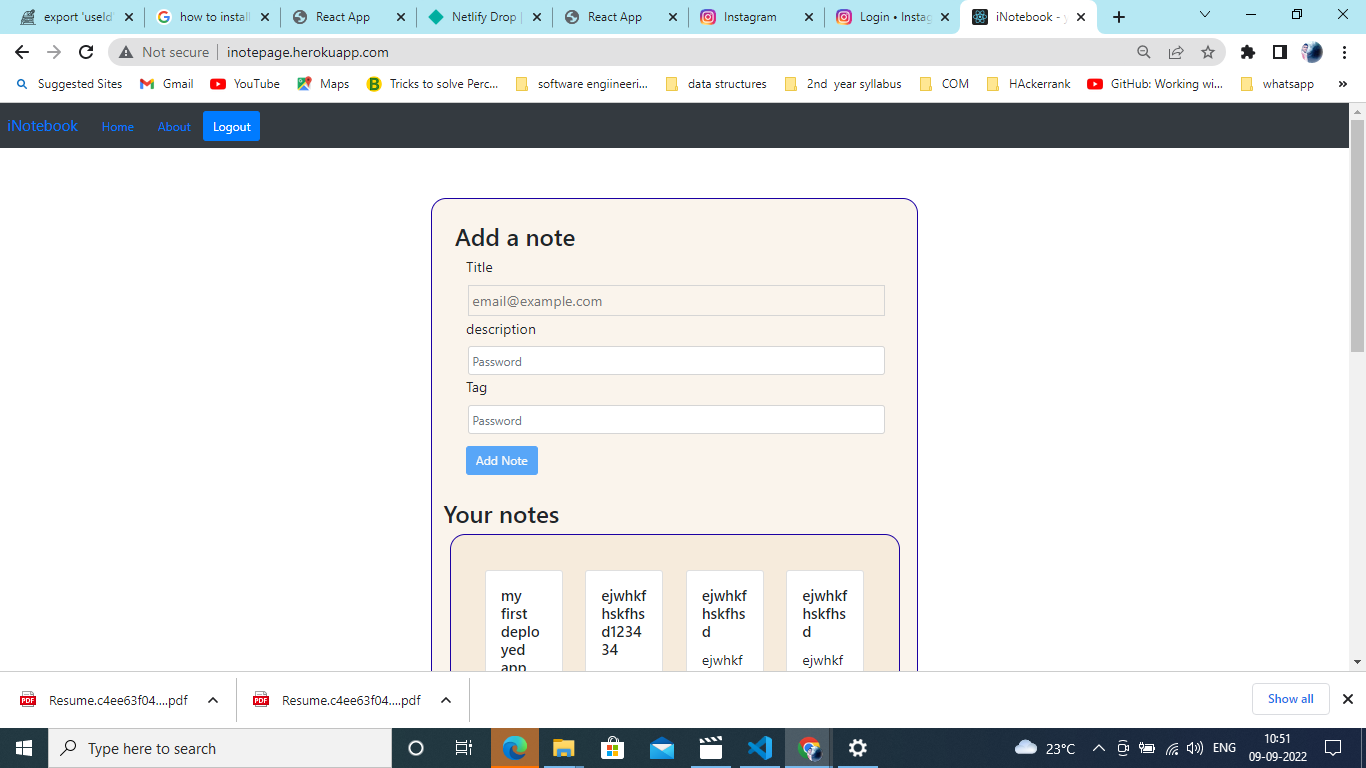 export 'useId'
how to install
React App
Netlify Drop |
React App
Instagram
Login • Instag
iNotebook - y
Not secure
inotepage.herokuapp.com
Suggested Sites
Gmail
YouTube
Maps
Tricks to solve Perc...
software engiineeri...
data structures
2nd year syllabus
COM
HAckerrank
GitHub: Working wi...
whatsapp
iNotebook
Home
About
Logout
Add a note
Title
email@example.com
description
Password
Tag
Password
Add Note
Your notes
my
first
deplo
yed
app
ejwhkf
hskfhs
d1234
34
ejwhkf
hskfhs
d
ejwhkf
ejwhkf
hskfhs
d
ejwhkf
Resume.c4ee63f04....pdf
Resume.c4ee63f04....pdf
Show all
Type here to search
23°C
ENG
10:51
09-09-2022